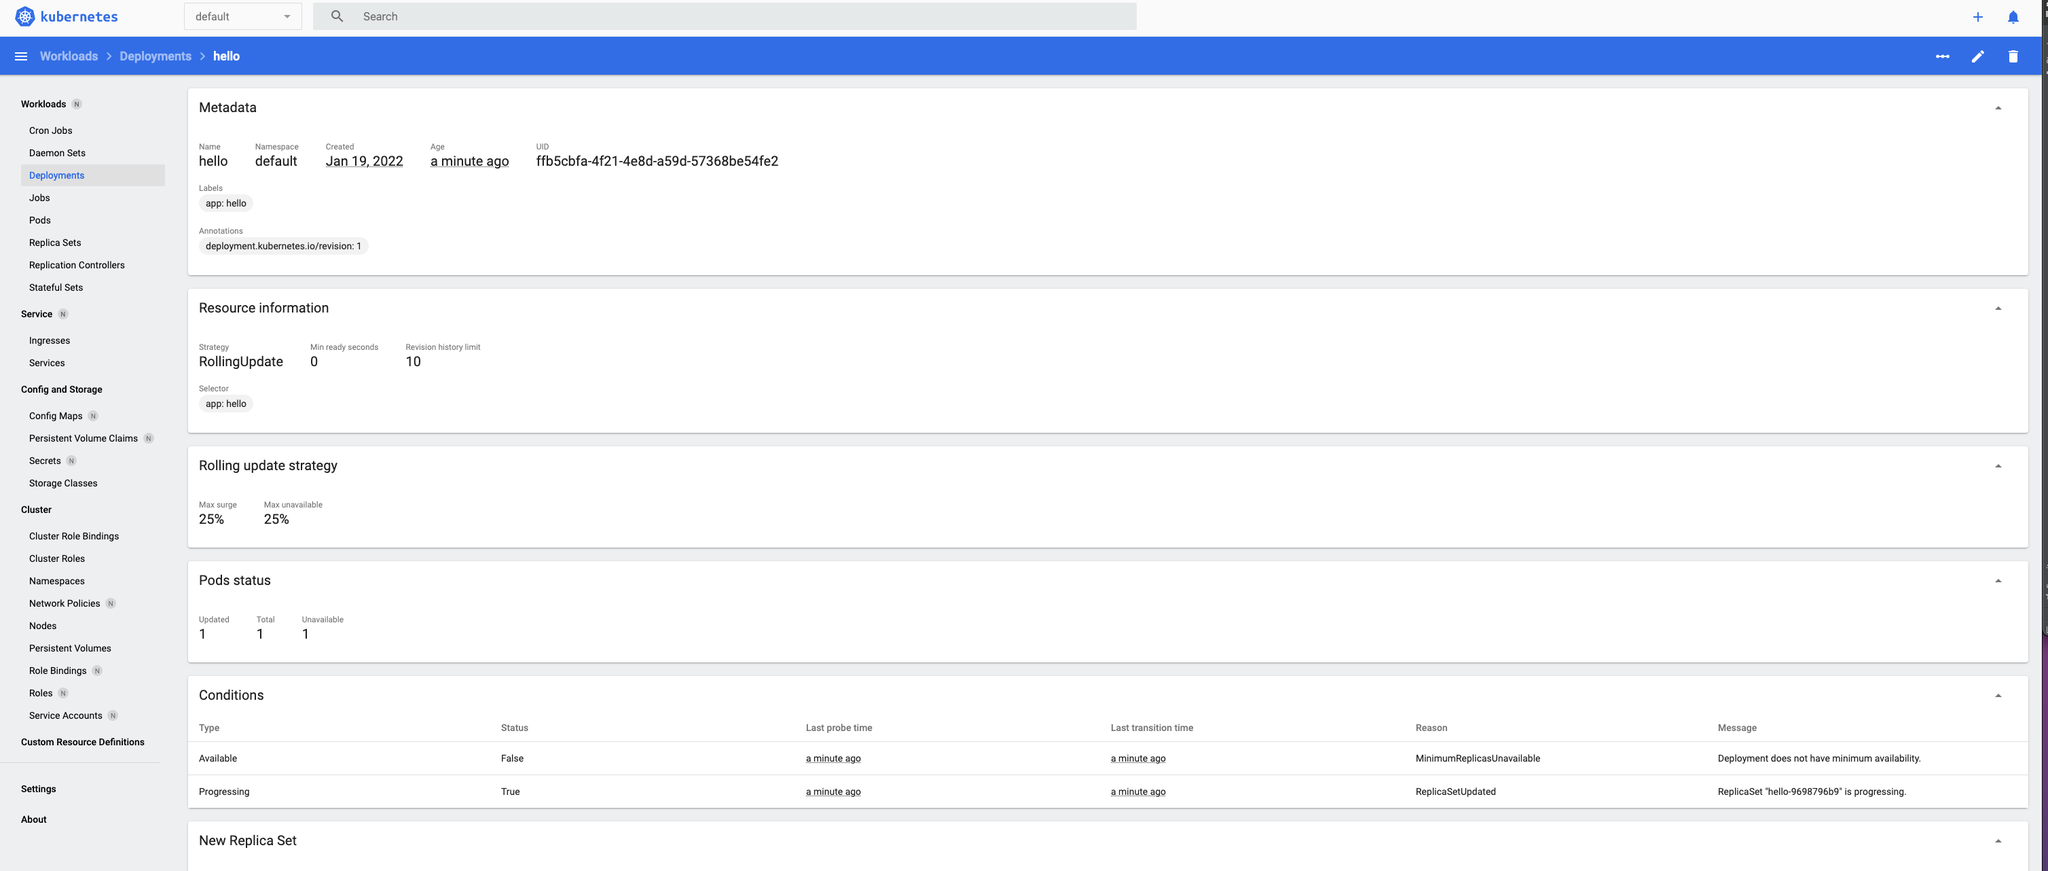 kubernetes
default
Search
Workloads > Deployments > hello
Workloads N
Cron Jobs
Daemon Sets
Deployments
Jobs
Pods
Replica Sets
Replication Controllers
Stateful Sets
Service N
Ingresses
Services
Config and Storage
Config Maps N
Persistent Volume Claims N
Secrets N
Storage Classes
Cluster
Cluster Role Bindings
Cluster Roles
Namespaces
Network Policies N
Nodes
Persistent Volumes
Role Bindings N
Roles N
Service Accounts N
Custom Resource Definitions
Settings
About
Metadata
Name Namespace Created Age UID
hello default Jan 19, 2022 a minute ago ffb5cbfa-4f21-4e8d-a59d-57368be54fe2
Labels
app: hello
Annotations
deployment.kubernetes.io/revision: 1
Resource information
Strategy Min ready seconds Revision history limit
RollingUpdate 0 10
Selector
app: hello
Rolling update strategy
Max surge Max unavailable
25% 25%
Pods status
Updated Total Unavailable
1 1 1
Conditions
Type Status Last probe time Last transition time Reason Message
Available False a minute ago a minute ago MinimumReplicasUnavailable Deployment does not have minimum availability.
Progressing True a minute ago a minute ago ReplicaSetUpdated ReplicaSet "hello-9698796b9" is progressing.
New Replica Set